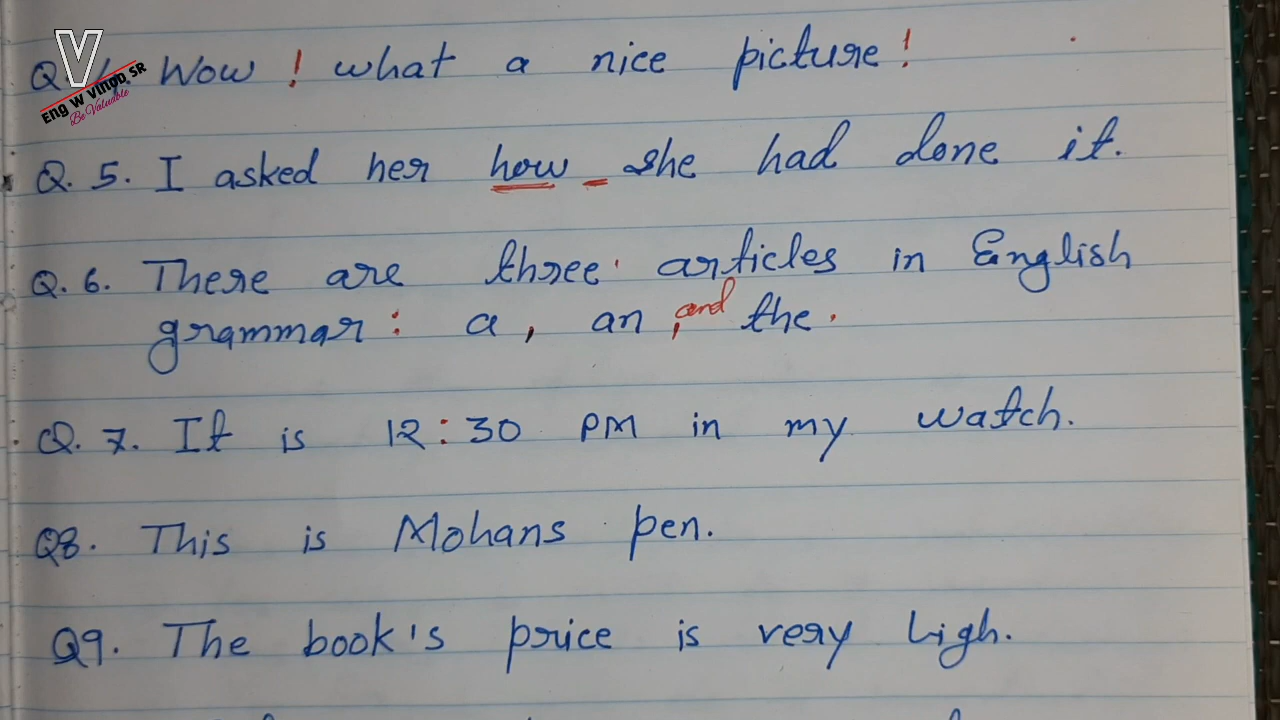 V
Eng W Vinod SR
Be Valuable
Q. 4. Wow ! what a nice picture !
Q. 5. I asked her how she had done it.
Q. 6. There are three articles in English
grammar : a , an , and the .
Q. 7. It is 12:30 PM in my watch.
Q8. This is Mohans pen.
Q9. The book's price is very ligh.